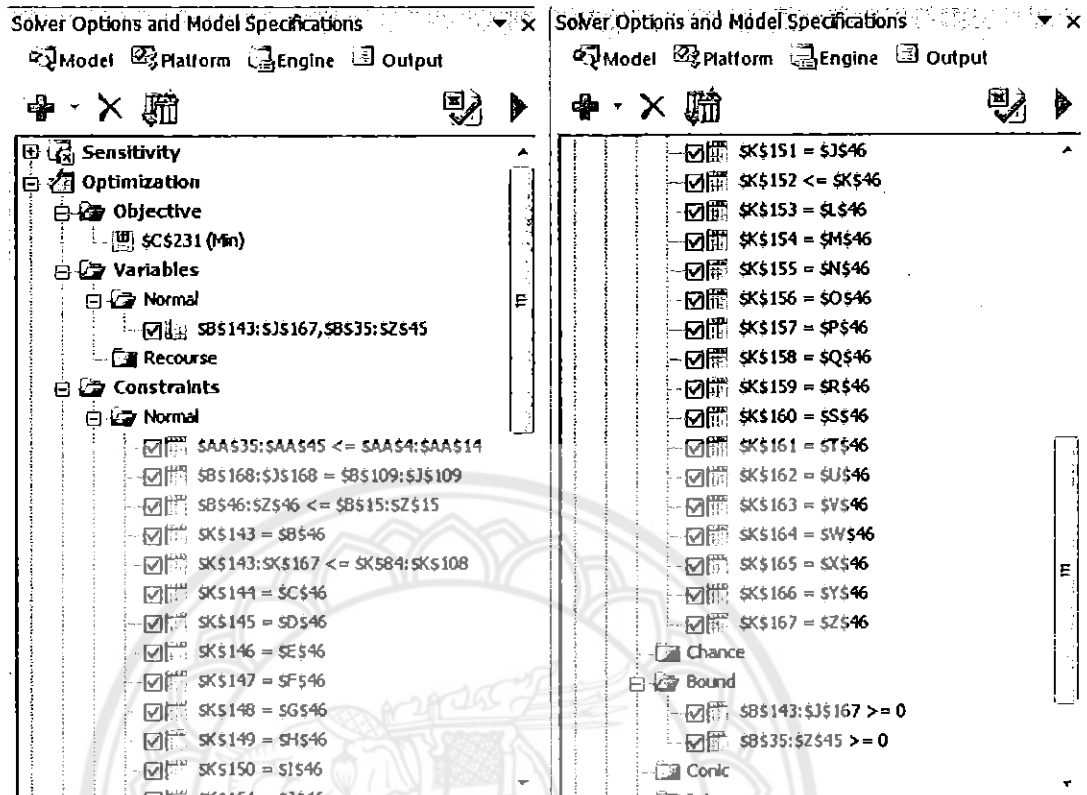 Solver Options and Model Specifications
Model Platform Engine Output
Sensitivity
Optimization
Objective
$C$231 (Min)
Variables
Normal
$B$143:$J$167,$B$35:$Z$45
Recourse
Constraints
Normal
$AA$35:$AA$45 <= $AA$4:$AA$14
$B$168:$J$168 = $B$109:$J$109
$B$46:$Z$46 <= $B$15:$Z$15
$K$143 = $B$46
$K$143:$K$167 <= $K$84:$K$108
$K$144 = $C$46
$K$145 = $D$46
$K$146 = $E$46
$K$147 = $F$46
$K$148 = $G$46
$K$149 = $H$46
$K$150 = $I$46
Solver Options and Model Specifications
Model Platform Engine Output
$K$151 = $J$46
$K$152 <= $K$46
$K$153 = $L$46
$K$154 = $M$46
$K$155 = $N$46
$K$156 = $O$46
$K$157 = $P$46
$K$158 = $Q$46
$K$159 = $R$46
$K$160 = $S$46
$K$161 = $T$46
$K$162 = $U$46
$K$163 = $V$46
$K$164 = $W$46
$K$165 = $X$46
$K$166 = $Y$46
$K$167 = $Z$46
Chance
Bound
$B$143:$J$167 >= 0
$B$35:$Z$45 >= 0
Conic